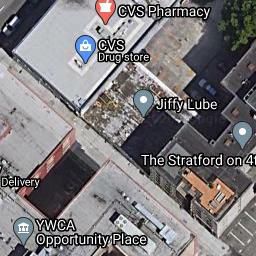 CVS Pharmacy
CVS
Drug store
Jiffy Lube
The Stratford on 4t
Delivery
YWCA
Opportunity Place